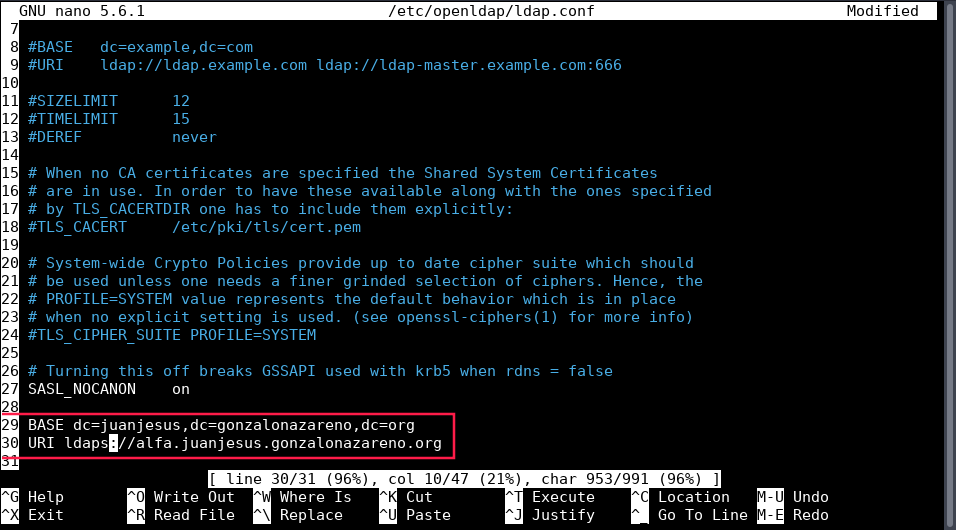 GNU nano 5.6.1 /etc/openldap/ldap.conf Modified
7
8 #BASE dc=example,dc=com
9 #URI ldap://ldap.example.com ldap://ldap-master.example.com:666
10
11 #SIZELIMIT 12
12 #TIMELIMIT 15
13 #DEREF never
14
15 # When no CA certificates are specified the Shared System Certificates
16 # are in use. In order to have these available along with the ones specified
17 # by TLS_CACERTDIR one has to include them explicitly:
18 #TLS_CACERT /etc/pki/tls/cert.pem
19
20 # System-wide Crypto Policies provide up to date cipher suite which should
21 # be used unless one needs a finer grinded selection of ciphers. Hence, the
22 # PROFILE=SYSTEM value represents the default behavior which is in place
23 # when no explicit setting is used. (see openssl-ciphers(1) for more info)
24 #TLS_CIPHER_SUITE PROFILE=SYSTEM
25
26 # Turning this off breaks GSSAPI used with krb5 when rdns = false
27 SASL_NOCANON on
28
29 BASE dc=juanjesus,dc=gonzalonazareno,dc=org
30 URI ldaps://alfa.juanjesus.gonzalonazareno.org
31
[ line 30/31 (96%), col 10/47 (21%), char 953/991 (96%) ]
^G Help ^O Write Out ^W Where Is ^K Cut ^T Execute ^C Location M-U Undo
^X Exit ^R Read File ^\ Replace ^U Paste ^J Justify ^_ Go To Line M-E Redo